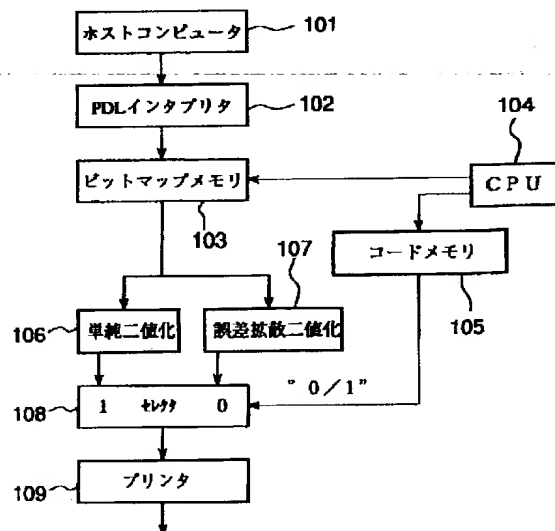 ホストコンピュータ
101
PDLインタプリタ
102
104
CPU
ビットマップメモリ
103
コードメモリ
105
107
106
単純二値化
誤差拡散二値化
" 0/1"
108
1 セレクタ 0
109
プリンタ